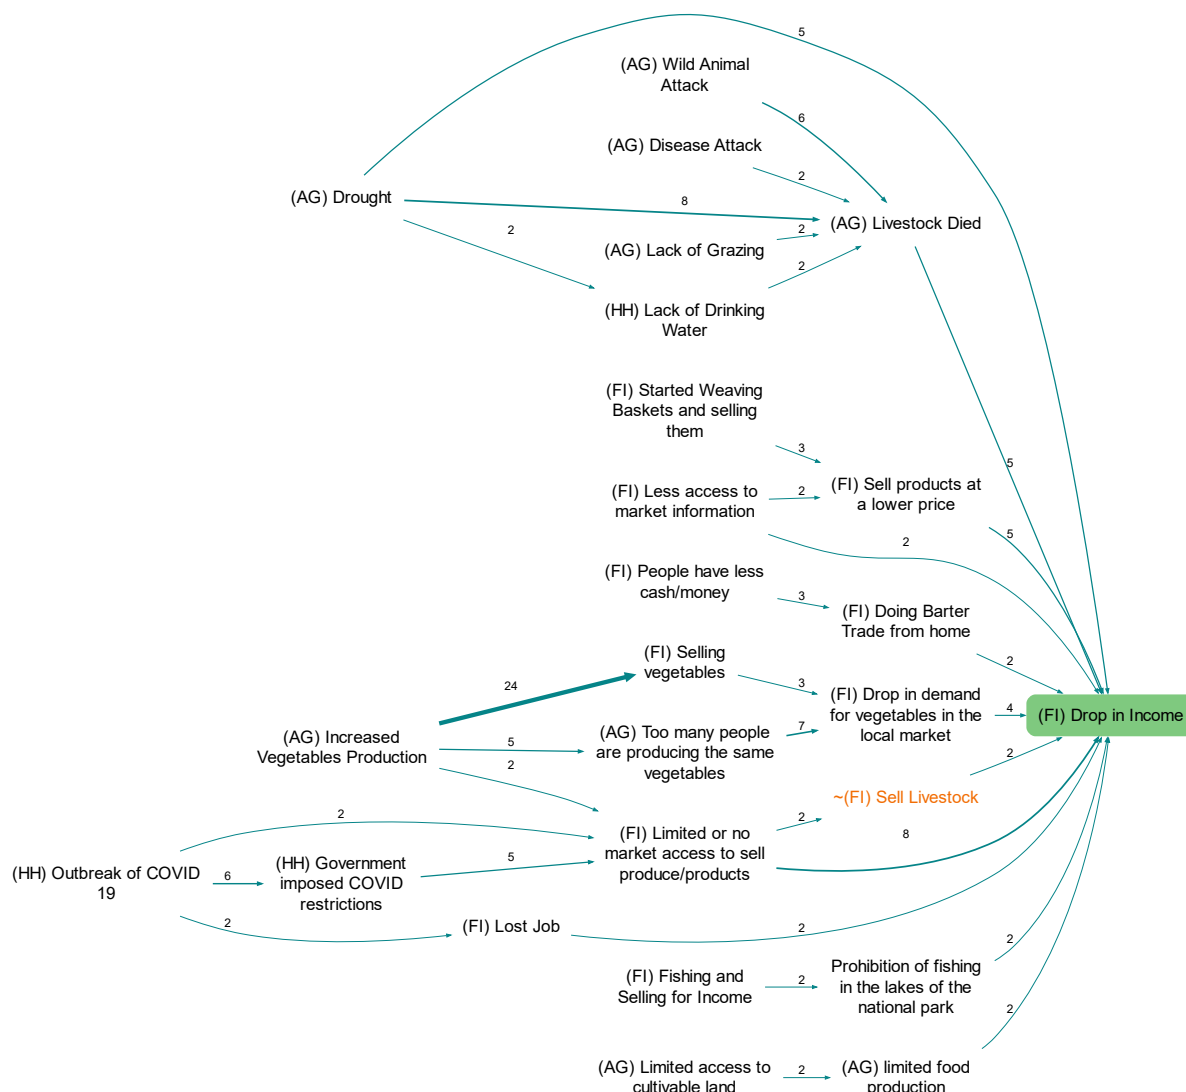 5
(AG) Wild Animal
Attack
6
(AG) Disease Attack
2
(AG) Drought
8
(AG) Livestock Died
2
2
(AG) Lack of Grazing
2
(HH) Lack of Drinking
Water
(FI) Started Weaving
Baskets and selling
them
3
5
(FI) Less access to
market information
2
(FI) Sell products at
a lower price
2
5
(FI) People have less
cash/money
3
(FI) Doing Barter
Trade from home
2
(FI) Selling
vegetables
24
3
(FI) Drop in demand
for vegetables in the
local market
4
(FI) Drop in Income
(AG) Increased
Vegetables Production
5
(AG) Too many people
are producing the same
vegetables
7
2
2
~(FI) Sell Livestock
2
(FI) Limited or no
market access to sell
produce/products
2
8
(HH) Outbreak of COVID
19
6
(HH) Government
imposed COVID
restrictions
5
2
(FI) Lost Job
2
(FI) Fishing and
Selling for Income
2
Prohibition of fishing
in the lakes of the
national park
2
2
(AG) Limited access to
cultivable land
2
(AG) limited food
production